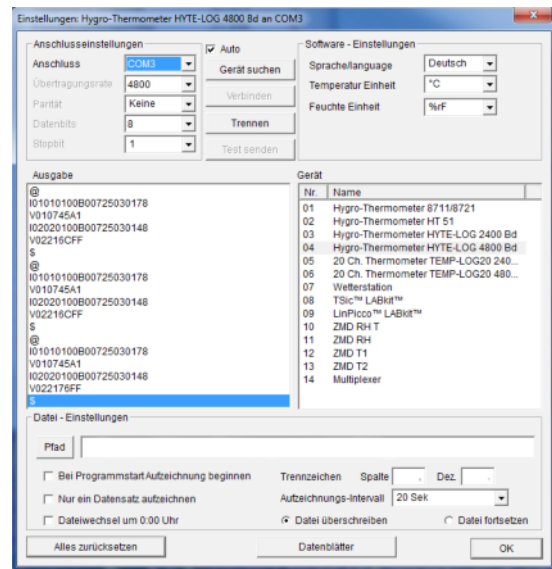 Einstellungen: Hygro-Thermometer HYTE-LOG 4800 Bd an COM3
Anschlusseinstellungen
Anschluss COM3
Übertragungsrate 4800
Parität Keine
Datenbits 8
Stopbit 1
Auto
Gerät suchen
Verbinden
Trennen
Test senden
Software - Einstellungen
Sprache/language Deutsch
Temperatur Einheit °C
Feuchte Einheit %rF
Ausgabe
@
I01010100B00725030178
V010745A1
I02020100B00725030148
V02216CFF
$
@
I01010100B00725030178
V010745A1
I02020100B00725030148
V02216CFF
$
@
I01010100B00725030178
V010745A1
I02020100B00725030148
V022176FF
$
Gerät
Nr. Name
01 Hygro-Thermometer 8711/8721
02 Hygro-Thermometer HT 51
03 Hygro-Thermometer HYTE-LOG 2400 Bd
04 Hygro-Thermometer HYTE-LOG 4800 Bd
05 20 Ch. Thermometer TEMP-LOG20 240...
06 20 Ch. Thermometer TEMP-LOG20 480...
07 Wetterstation
08 TSic™ LABkit™
09 LinPicco™ LABkit™
10 ZMD RH T
11 ZMD RH
12 ZMD T1
13 ZMD T2
14 Multiplexer
Datei - Einstellungen
Pfad
Bei Programmstart Aufzeichnung beginnen
Nur ein Datensatz aufzeichnen
Dateiwechsel um 0:00 Uhr
Trennzeichen Spalte , Dez. .
Aufzeichnungs-Intervall 20 Sek
Datei überschreiben Datei fortsetzen
Alles zurücksetzen Datenblätter OK